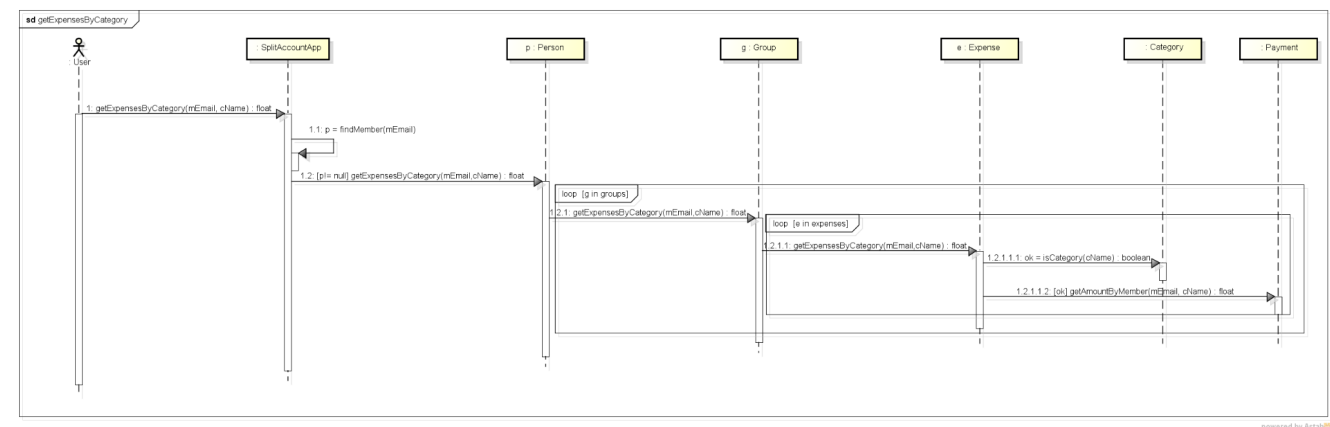 sd getExpensesByCategory
: User
: SplitAccountApp
p : Person
g : Group
e : Expense
: Category
: Payment
1: getExpensesByCategory(mEmail, cName) : float
1.1: p = findMember(mEmail)
1.2: [p!= null] getExpensesByCategory(mEmail,cName) : float
loop [g in groups]
1.2.1: getExpensesByCategory(mEmail,cName) : float
loop [e in expenses]
1.2.1.1: getExpensesByCategory(mEmail,cName) : float
1.2.1.1.1: ok = isCategory(cName) : boolean
1.2.1.1.2: [ok] getAmountByMember(mEmail, cName) : float
powered by Astah